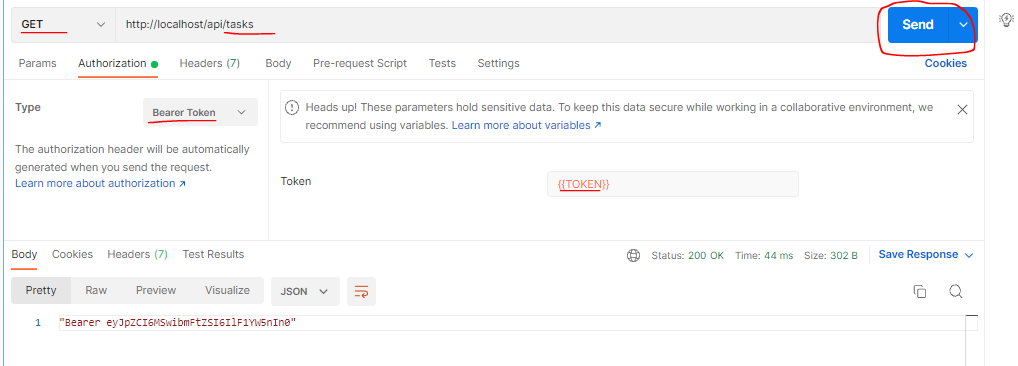 GET http://localhost/api/tasks Send
Params Authorization Headers (7) Body Pre-request Script Tests Settings Cookies
Type Bearer Token
The authorization header will be automatically
generated when you send the request.
Learn more about authorization ↗
Heads up! These parameters hold sensitive data. To keep this data secure while working in a collaborative environment, we
recommend using variables. Learn more about variables ↗
Token {{TOKEN}}
Body Cookies Headers (7) Test Results Status: 200 OK Time: 44 ms Size: 302 B Save Response
Pretty Raw Preview Visualize JSON
1 "Bearer eyJpZCI6MSwibmFtZSI6IlF1YW5nIn0"